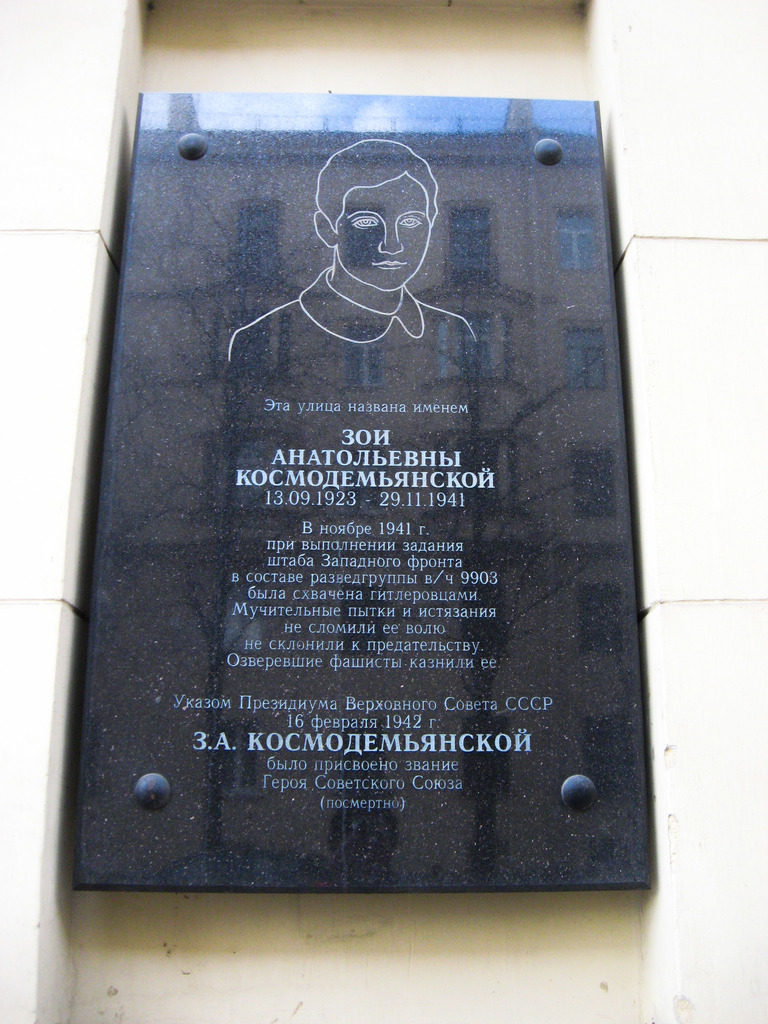 Эта улица названа именем
ЗОИ
АНАТОЛЬЕВНЫ
КОСМОДЕМЬЯНСКОЙ
13.09.1923 - 29.11.1941
В ноябре 1941 г.
при выполнении задания
штаба Западного фронта
в составе разведгруппы в/ч 9903
была схвачена гитлеровцами.
Мучительные пытки и истязания
не сломили ее волю
не склонили к предательству.
Озверевшие фашисты казнили ее.
Указом Президиума Верховного Совета СССР
16 февраля 1942 г.
З.А. КОСМОДЕМЬЯНСКОЙ
было присвоено звание
Героя Советского Союза
(посмертно)